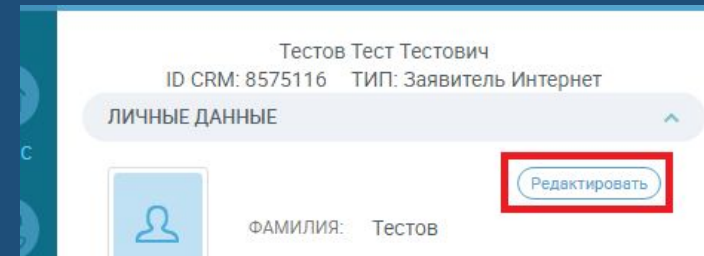 Тестов Тест Тестович
ID CRM: 8575116 ТИП: Заявитель Интернет
ЛИЧНЫЕ ДАННЫЕ
С
Редактировать
ФАМИЛИЯ: Тестов